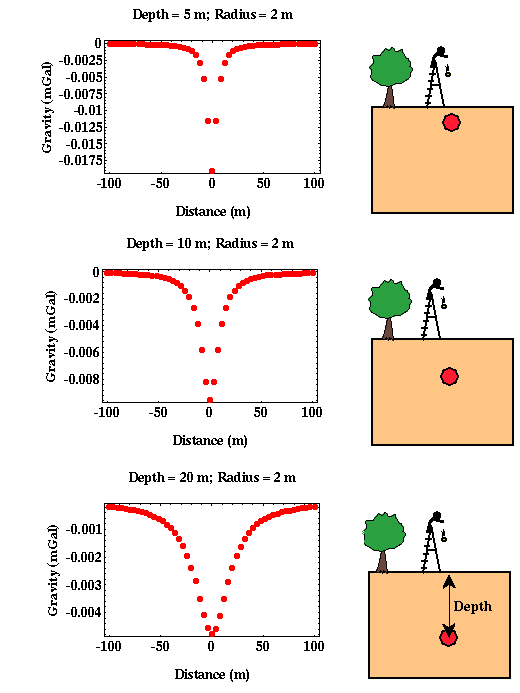 Depth = 5 m; Radius = 2 m
0
-0.0025
-0.005
-0.0075
-0.01
-0.0125
-0.015
-0.0175
Gravity (mGal)
-100 -50 0 50 100
Distance (m)
Depth = 10 m; Radius = 2 m
0
-0.002
-0.004
-0.006
-0.008
Gravity (mGal)
-100 -50 0 50 100
Distance (m)
Depth = 20 m; Radius = 2 m
-0.001
-0.002
-0.003
-0.004
Gravity (mGal)
-100 -50 0 50 100
Distance (m)
Depth